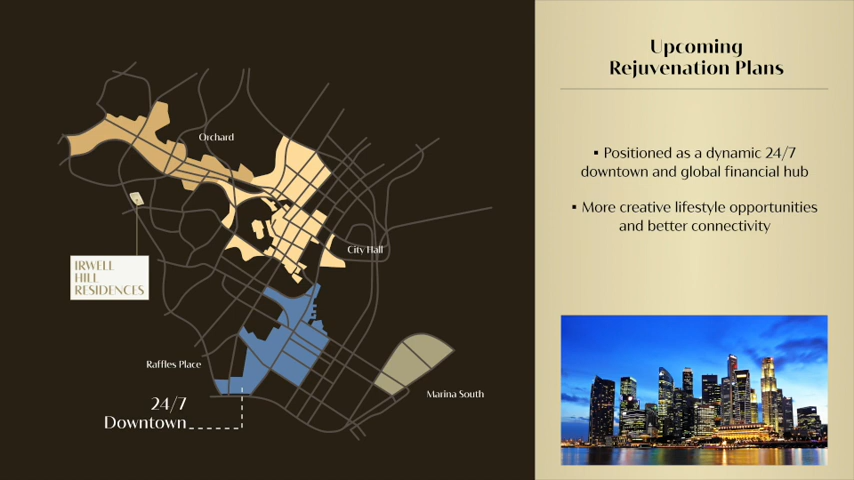 Upcoming
Rejuvenation Plans
▪ Positioned as a dynamic 24/7
downtown and global financial hub
▪ More creative lifestyle opportunities
and better connectivity
Orchard
City Hall
IRWELL
HILL
RESIDENCES
Raffles Place
Marina South
24/7
Downtown